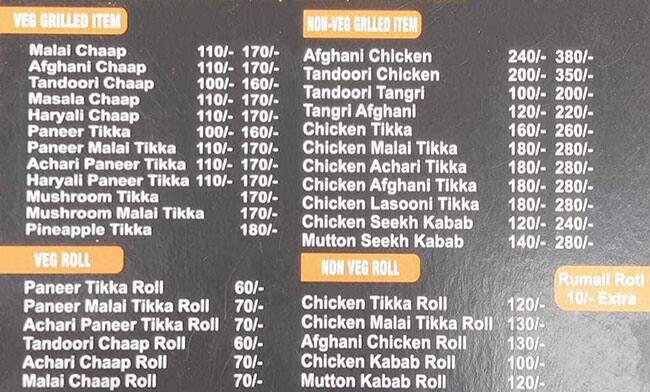 VEG GRILLED ITEM
Malai Chaap 110/- 170/-
Afghani Chaap 110/- 170/-
Tandoori Chaap 100/- 160/-
Masala Chaap 110/- 170/-
Haryali Chaap 110/- 170/-
Paneer Tikka 100/- 160/-
Paneer Malai Tikka 110/- 170/-
Achari Paneer Tikka 110/- 170/-
Haryali Paneer Tikka 110/- 170/-
Mushroom Tikka 170/-
Mushroom Malai Tikka 170/-
Pineapple Tikka 180/-
VEG ROLL
Paneer Tikka Roll 60/-
Paneer Malai Tikka Roll 70/-
Achari Paneer Tikka Roll 70/-
Tandoori Chaap Roll 60/-
Achari Chaap Roll 70/-
Malai Chaap Roll 70/-
NON-VEG GRLLED ITEM
Afghani Chicken 240/- 380/-
Tandoori Chicken 200/- 350/-
Tandoori Tangri 100/- 200/-
Tangri Afghani 120/- 220/-
Chicken Tikka 160/- 260/-
Chicken Malai Tikka 180/- 280/-
Chicken Achari Tikka 180/- 280/-
Chicken Afghani Tikka 180/- 280/-
Chicken Lasooni Tikka 180/- 280/-
Chicken Seekh Kabab 120/- 240/-
Mutton Seekh Kabab 140/- 280/-
NON VEG ROLL
Chicken Tikka Roll 120/-
Chicken Malai Tikka Roll 130/-
Afghani Chicken Roll 130/-
Chicken Kabab Roll 100/-
Mutton Kabab Roll 120/-
Rumali Roti
10/- Extra